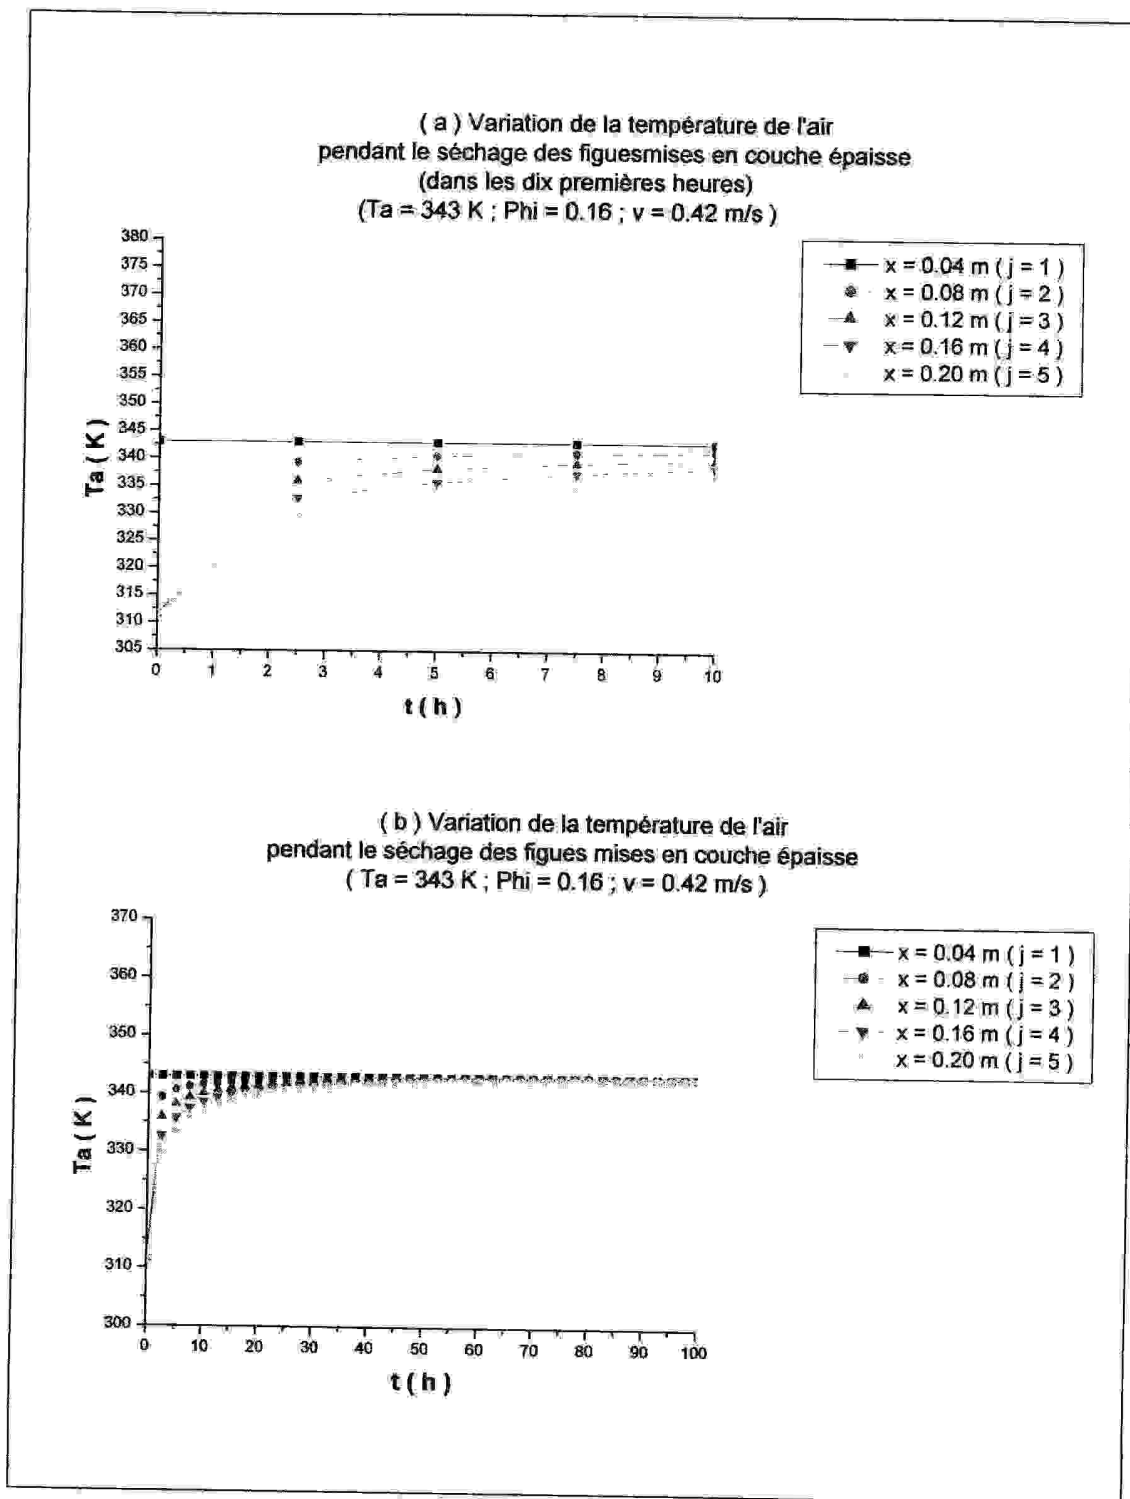 ( a ) Variation de la température de l'air
pendant le séchage des figuesmises en couche épaisse
(dans les dix premières heures)
(Ta = 343 K ; Phi = 0.16 ; v = 0.42 m/s )
380
375
370
365
360
355
350
345
340
335
330
325
320
315
310
305
Ta ( K )
0 1 2 3 4 5 6 7 8 9 10
t ( h )
x = 0.04 m ( j = 1 )
x = 0.08 m ( j = 2 )
x = 0.12 m ( j = 3 )
x = 0.16 m ( j = 4 )
x = 0.20 m ( j = 5 )
( b ) Variation de la température de l'air
pendant le séchage des figues mises en couche épaisse
( Ta = 343 K ; Phi = 0.16 ; v = 0.42 m/s )
370
360
350
340
330
320
310
300
Ta ( K )
0 10 20 30 40 50 60 70 80 90 100
t ( h )
x = 0.04 m ( j = 1 )
x = 0.08 m ( j = 2 )
x = 0.12 m ( j = 3 )
x = 0.16 m ( j = 4 )
x = 0.20 m ( j = 5 )